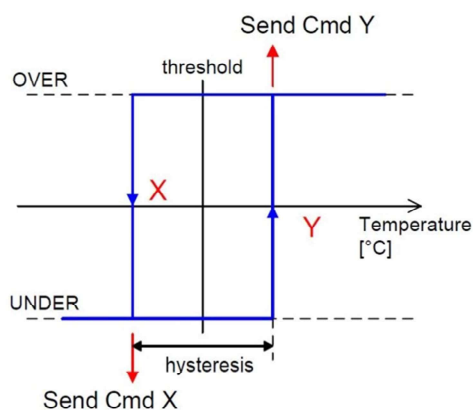 Send Cmd Y
OVER
threshold
X
Y
Temperature
[°C]
UNDER
hysteresis
Send Cmd X